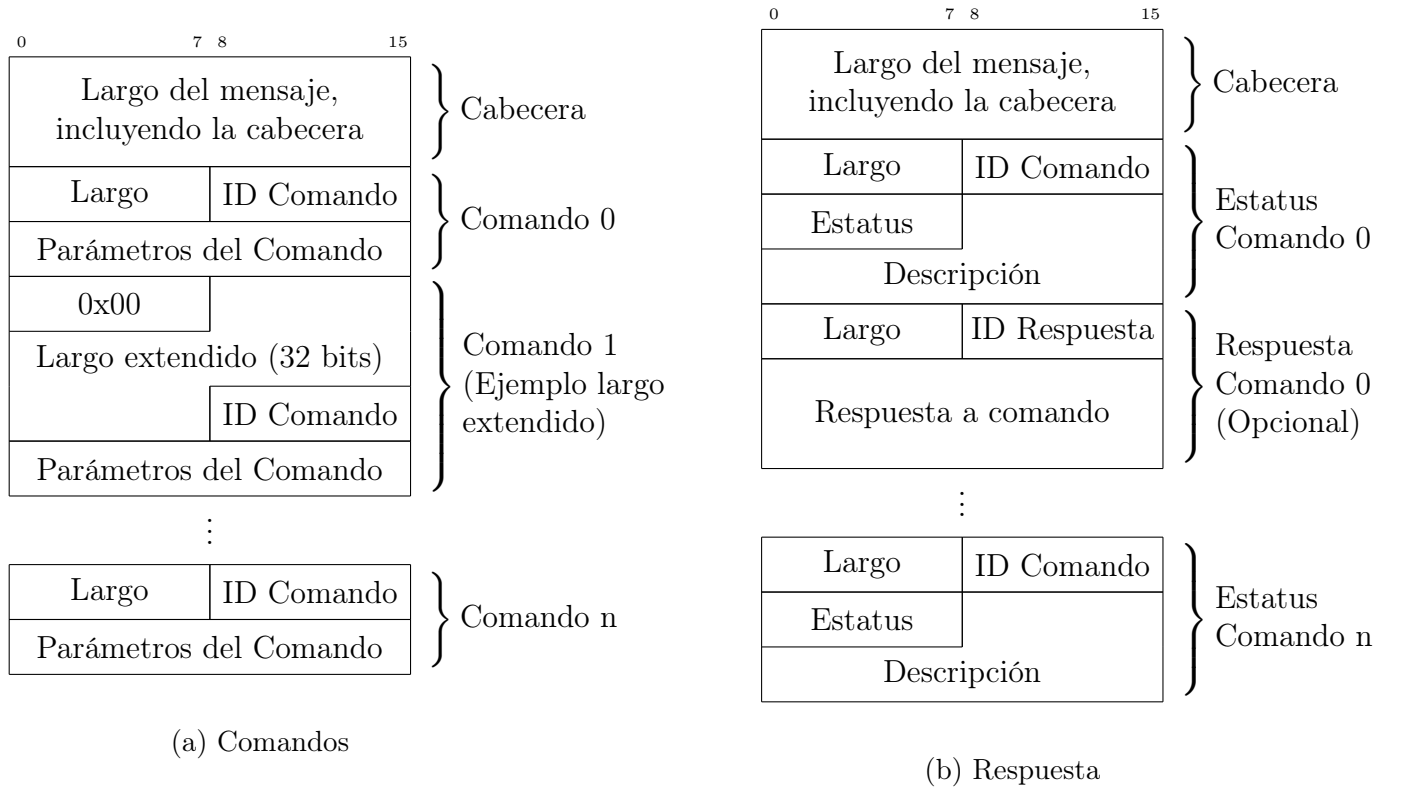 0 7 8 15
Largo del mensaje,
incluyendo la cabecera
Cabecera
Largo ID Comando
Parámetros del Comando
Comando 0
0x00
Largo extendido (32 bits)
ID Comando
Parámetros del Comando
Comando 1
(Ejemplo largo
extendido)
⋮
Largo ID Comando
Parámetros del Comando
Comando n
(a) Comandos
0 7 8 15
Largo del mensaje,
incluyendo la cabecera
Cabecera
Largo ID Comando
Estatus
Descripción
Estatus
Comando 0
Largo ID Respuesta
Respuesta a comando
Respuesta
Comando 0
(Opcional)
⋮
Largo ID Comando
Estatus
Descripción
Estatus
Comando n
(b) Respuesta